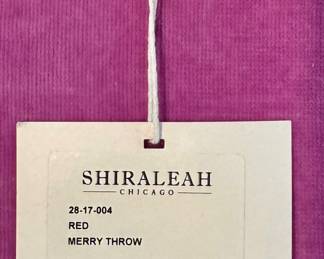 SHIRALEAH
CHICAGO
28-17-004
RED
MERRY THROW